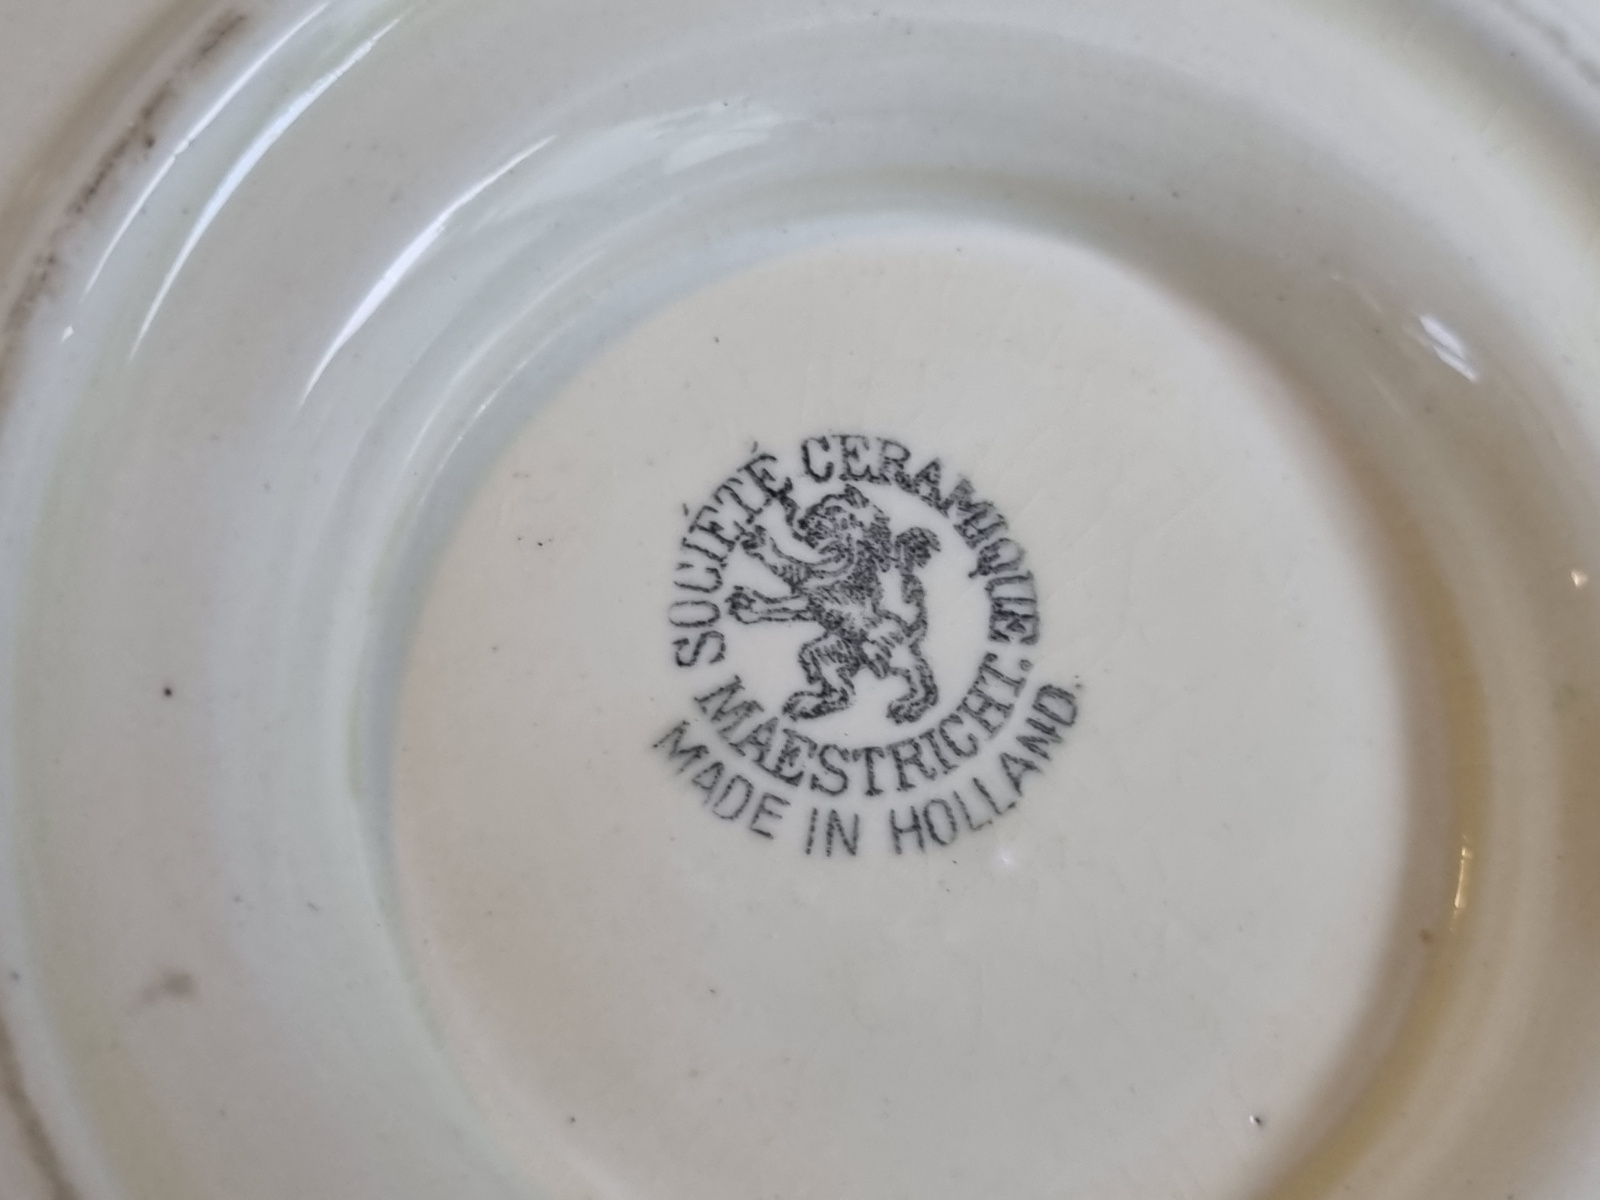 SOCIÉTÉ CERAMIQUE
MAESTRICHT.
MADE IN HOLLAND.